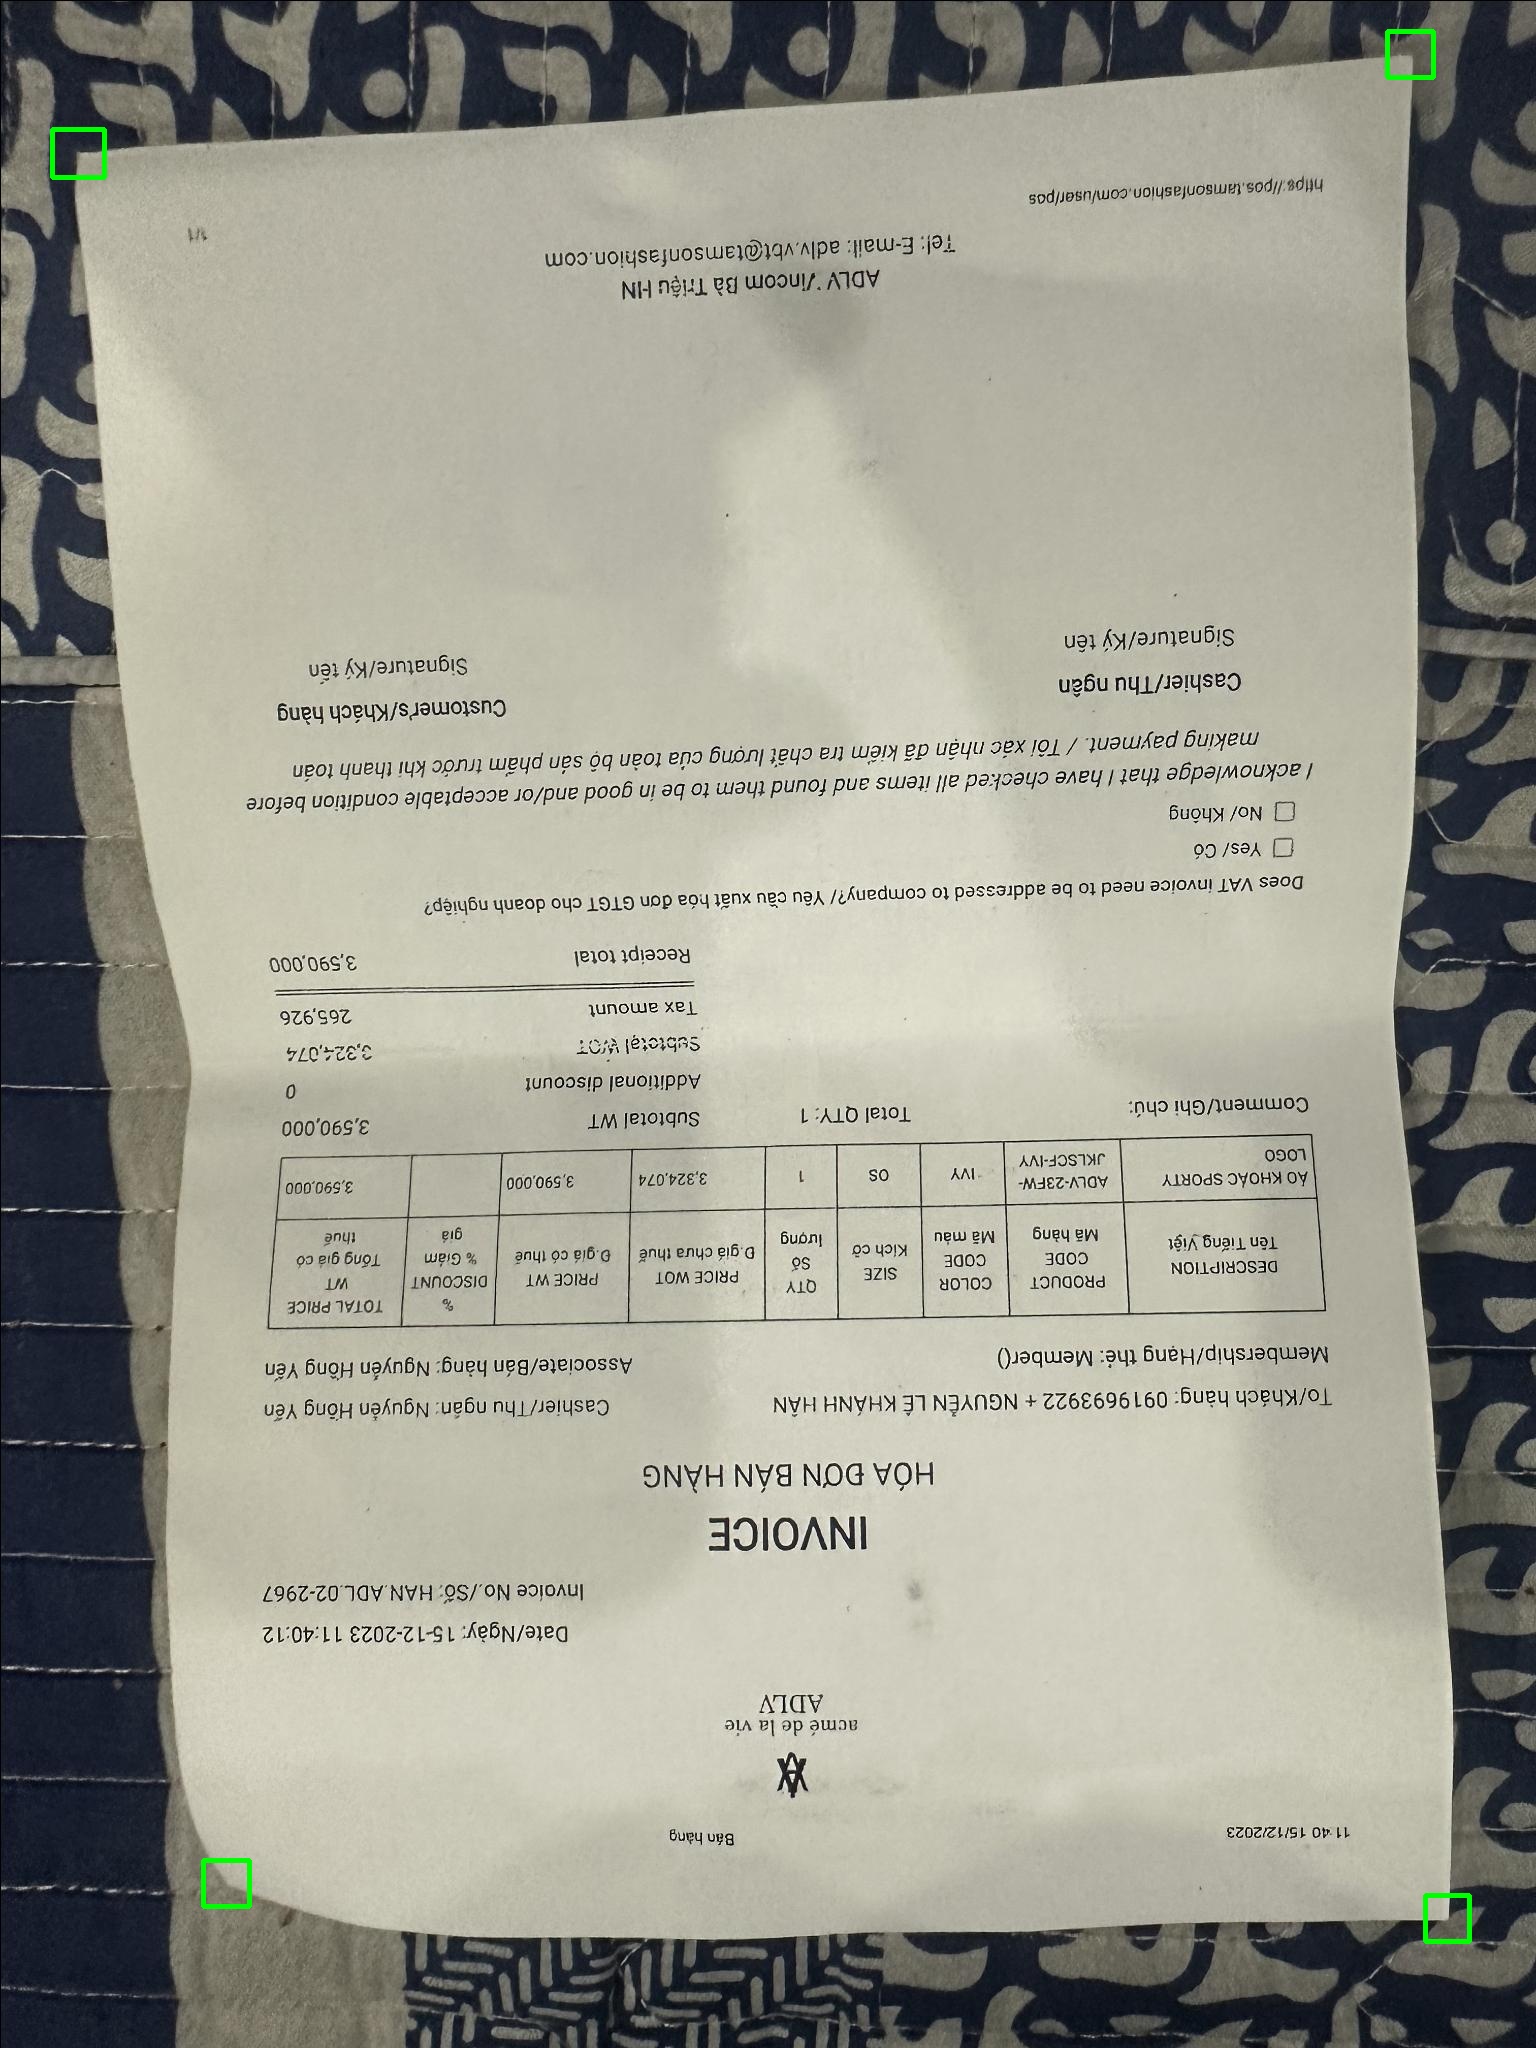 11:40 15/12/2023
Bán hàng
acmé de la vie
ADLV
Date/Ngày: 15-12-2023 11:40:12
Invoice No./Số: HAN.ADL.02-2967
INVOICE
HÓA ĐƠN BÁN HÀNG
To/Khách hàng: 0919693922 + NGUYỄN LÊ KHÁNH HÂN
Cashier/Thu ngân: Nguyễn Hồng Yến
Membership/Hạng thẻ: Member()
Associate/Bán hàng: Nguyễn Hồng Yến
DESCRIPTION
Tên Tiếng Việt
PRODUCT
CODE
Mã hàng
COLOR
CODE
Mã màu
SIZE
Kích cỡ
QTY
Số
lượng
PRICE WOT
Đ.giá chưa thuế
PRICE WT
Đ.giá có thuế
%
DISCOUNT
% Giảm
giá
TOTAL PRICE
WT
Tổng giá có
thuế
ÁO KHOÁC SPORTY
LOGO
ADLV-23FW-
JKLSCF-IVY
IVY
OS
1
3,324,074
3,590,000
3,590,000
Comment/Ghi chú:
Total QTY: 1
Subtotal WT 3,590,000
Additional discount 0
Subtotal WOT 3,324,074
Tax amount 265,926
Receipt total 3,590,000
Does VAT invoice need to be addressed to company?/ Yêu cầu xuất hóa đơn GTGT cho doanh nghiệp?
Yes/ Có
No/ Không
I acknowledge that I have checked all items and found them to be in good and/or acceptable condition before
making payment. / Tôi xác nhận đã kiểm tra chất lượng của toàn bộ sản phẩm trước khi thanh toán
Cashier/Thu ngân
Customer's/Khách hàng
Signature/Ký tên
Signature/Ký tên
ADLV Vincom Bà Triệu HN
Tel: E-mail: adlv.vbt@tamsonfashion.com
https://pos.tamsonfashion.com/user/pos
1/1